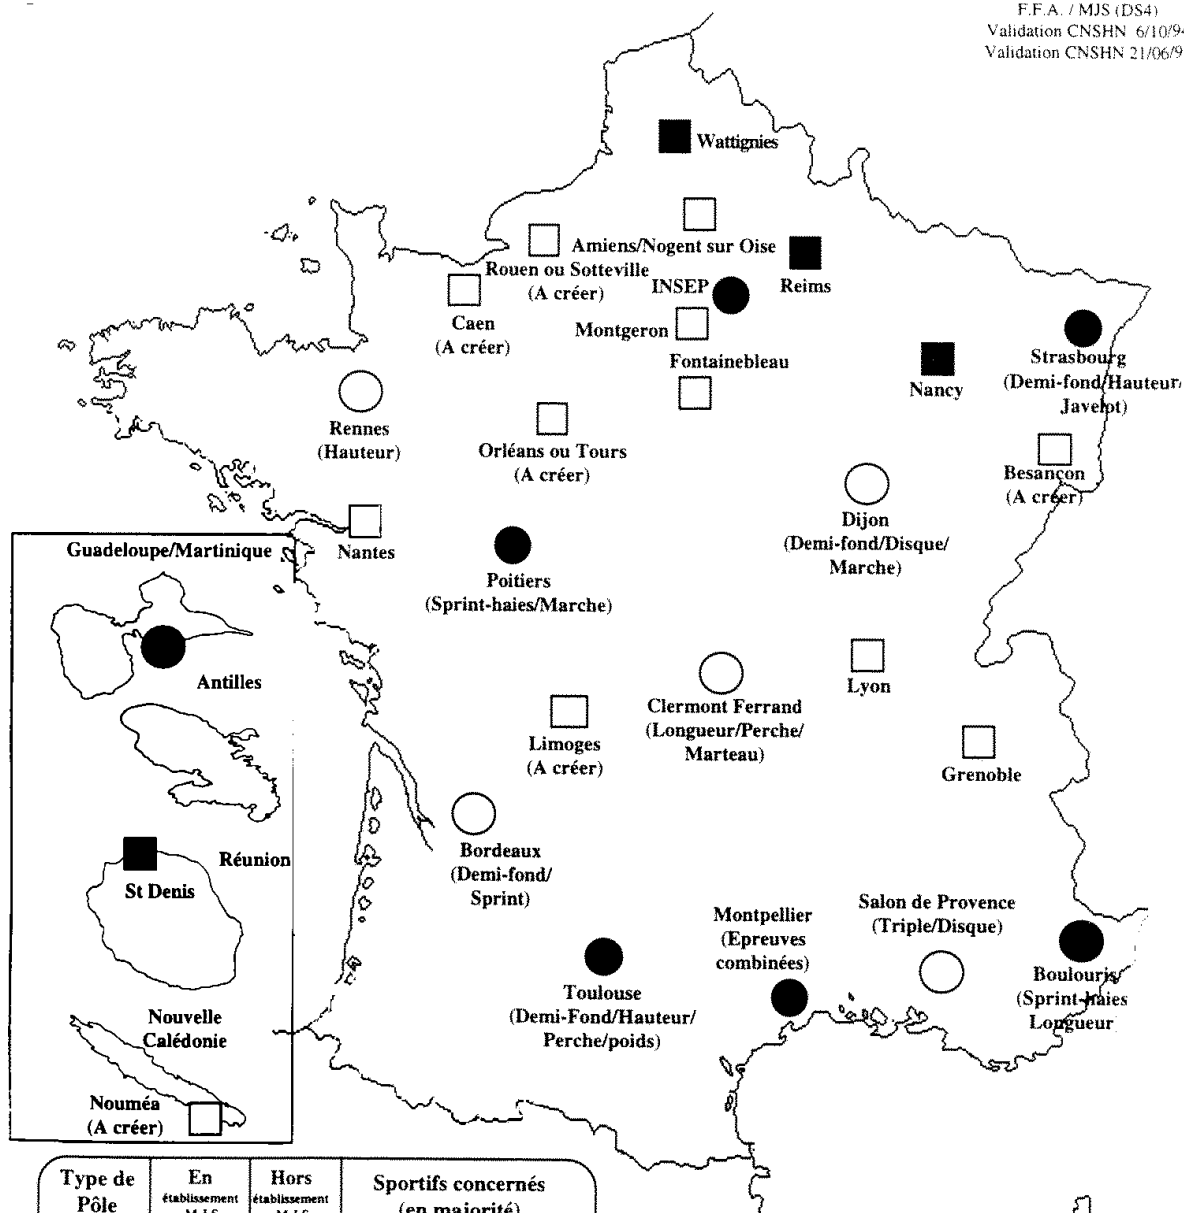 F.F.A. / MJS (DS4)
Validation CNSHN 6/10/94
Validation CNSHN 21/06/9
Wattignies
Amiens/Nogent sur Oise
Rouen ou Sotteville
(A créer)
INSEP
Reims
Caen
(A créer)
Montgeron
Fontainebleau
Strasbourg
(Demi-fond/Hauteur/
Javelot)
Nancy
Rennes
(Hauteur)
Orléans ou Tours
(A créer)
Besançon
(A créer)
Dijon
(Demi-fond/Disque/
Marche)
Nantes
Guadeloupe/Martinique
Poitiers
(Sprint-haies/Marche)
Antilles
Lyon
Clermont Ferrand
(Longueur/Perche/
Marteau)
Limoges
(A créer)
Grenoble
Bordeaux
(Demi-fond/
Sprint)
Réunion
St Denis
Salon de Provence
(Triple/Disque)
Montpellier
(Epreuves
combinées)
Boulouris
(Sprint-haies
Longueur
Toulouse
(Demi-Fond/Hauteur/
Perche/poids)
Nouvelle
Calédonie
Nouméa
(A créer)
Type de
Pôle
En
établissement
M.J.S.
Hors
établissement
M.J.S.
Sportifs concernés
(en majorité)